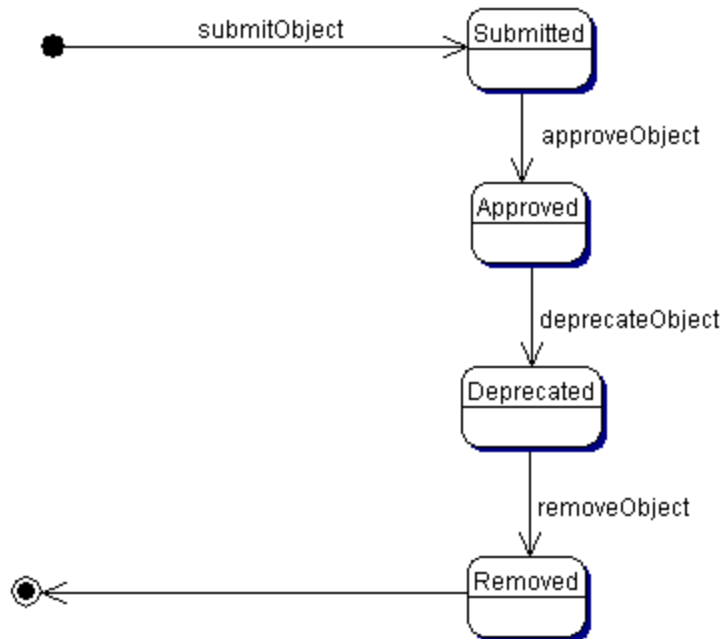 submitObject
Submitted
approveObject
Approved
deprecateObject
Deprecated
removeObject
Removed